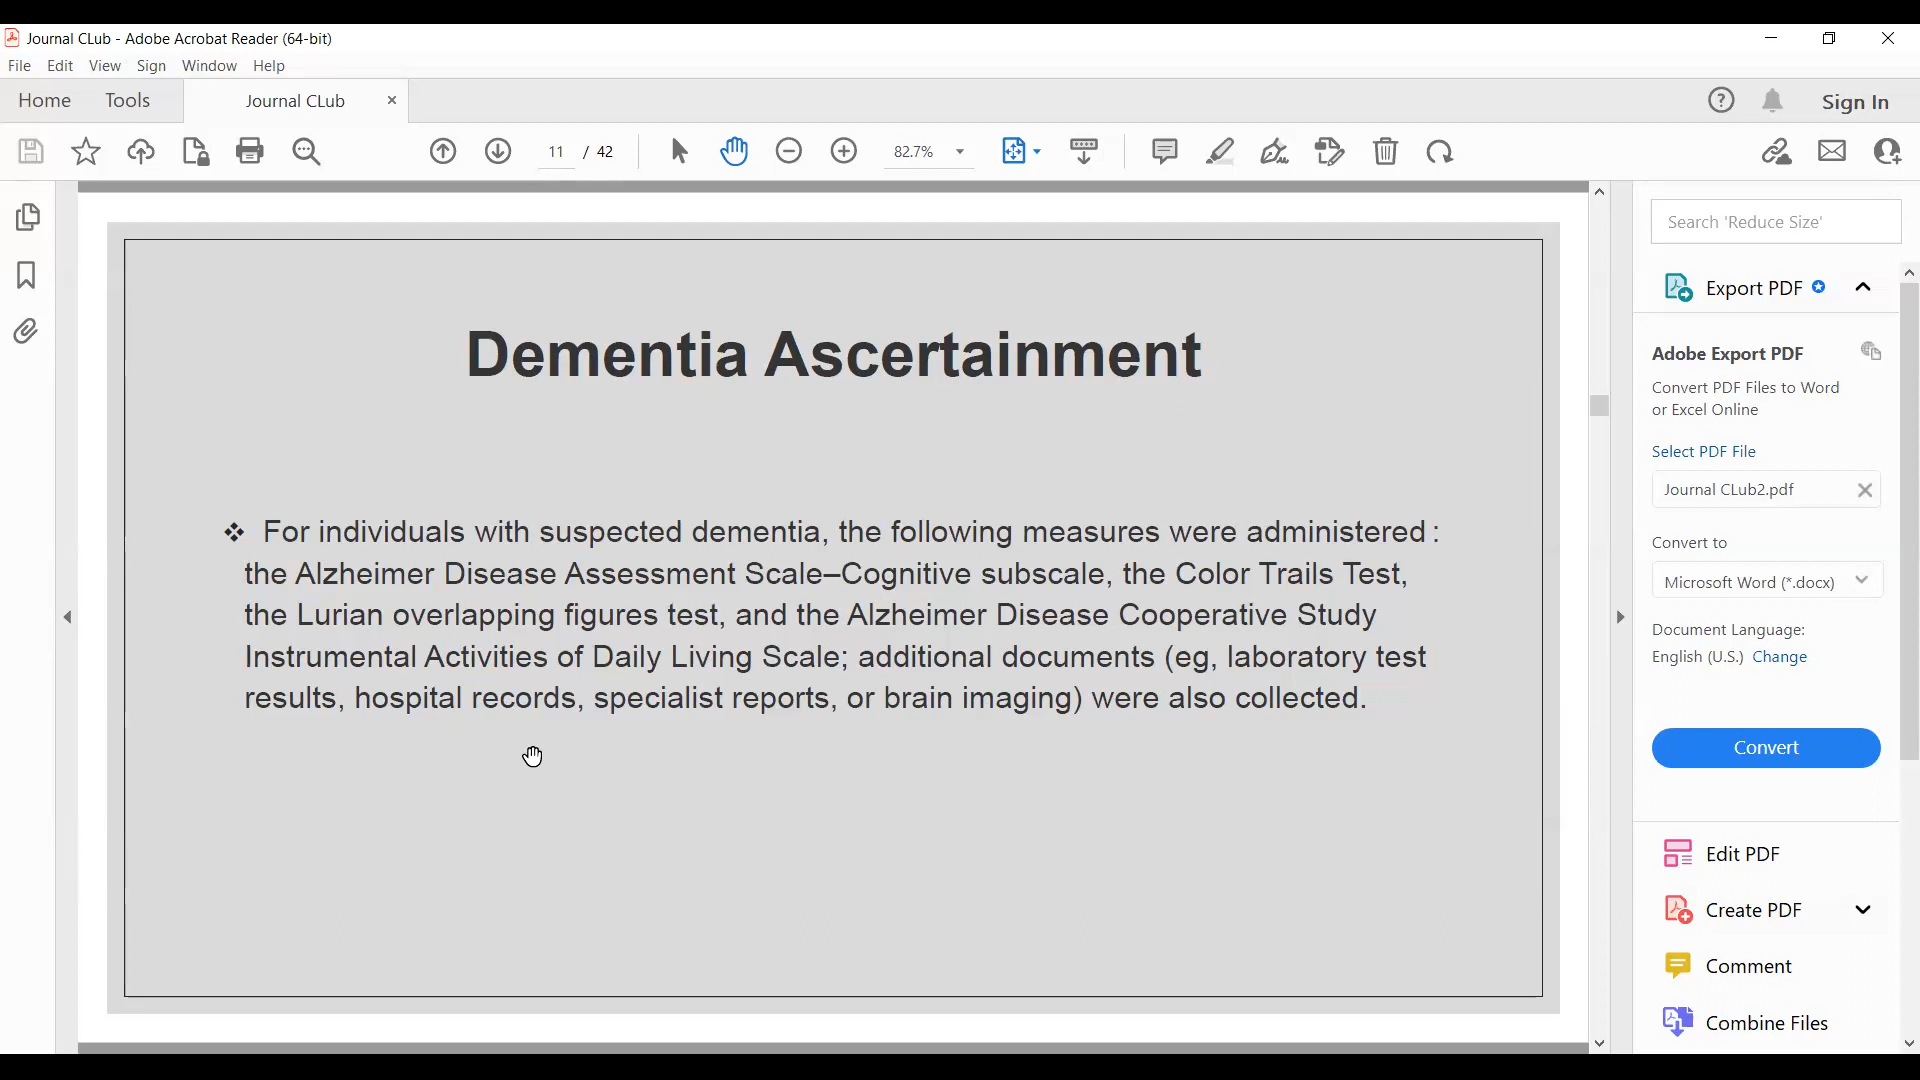 Journal CLub - Adobe Acrobat Reader (64-bit)
File Edit View Sign Window Help
Home Tools Journal CLub Sign In
11 / 42 82.7%
Search 'Reduce Size'
Export PDF
Adobe Export PDF
Convert PDF Files to Word
or Excel Online
Select PDF File
Journal CLub2.pdf
Convert to
Microsoft Word (*.docx)
Document Language:
English (U.S.) Change
Convert
Edit PDF
Create PDF
Comment
Combine Files
Dementia Ascertainment
❖ For individuals with suspected dementia, the following measures were administered :
the Alzheimer Disease Assessment Scale–Cognitive subscale, the Color Trails Test,
the Lurian overlapping figures test, and the Alzheimer Disease Cooperative Study
Instrumental Activities of Daily Living Scale; additional documents (eg, laboratory test
results, hospital records, specialist reports, or brain imaging) were also collected.